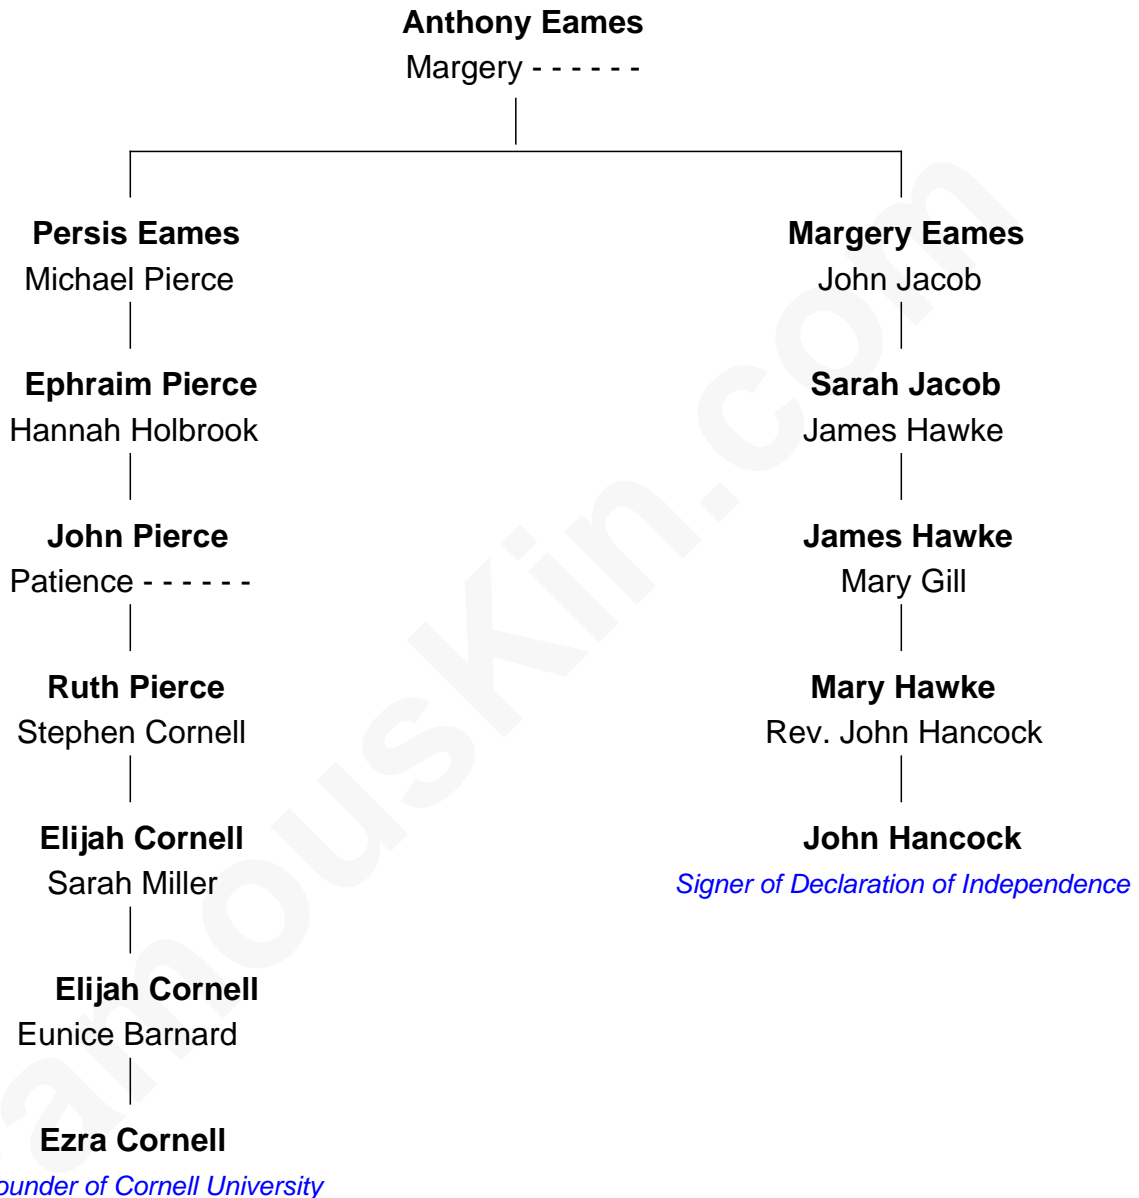 Anthony Eames
Margery - - - - - -
Persis Eames
Michael Pierce
Margery Eames
John Jacob
Ephraim Pierce
Hannah Holbrook
Sarah Jacob
James Hawke
John Pierce
Patience - - - - - -
James Hawke
Mary Gill
Ruth Pierce
Stephen Cornell
Mary Hawke
Rev. John Hancock
Elijah Cornell
Sarah Miller
John Hancock
Signer of Declaration of Independence
Elijah Cornell
Eunice Barnard
Ezra Cornell
ounder of Cornell University
amousKin.com